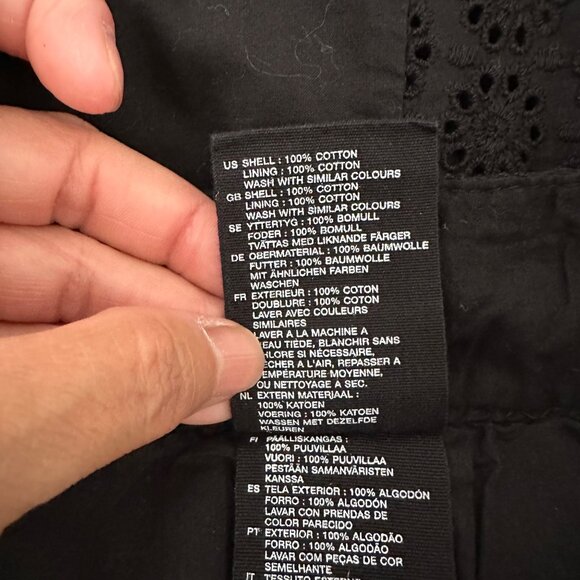 US SHELL : 100% COTTON
LINING : 100% COTTON
WASH WITH SIMILAR COLOURS
GB SHELL : 100% COTTON
LINING : 100% COTTON
WASH WITH SIMILAR COLOURS
SE YTTERTYG : 100% BOMULL
FODER : 100% BOMULL
TVÄTTAS MED LIKNANDE FÄRGER
DE OBERMATERIAL : 100% BAUMWOLLE
FUTTER : 100% BAUMWOLLE
MIT ÄHNLICHEN FARBEN
WASCHEN
FR EXTERIEUR : 100% COTON
DOUBLURE : 100% COTON
LAVER AVEC COULEURS
SIMILAIRES
LAVER A LA MACHINE A
EAU TIÈDE, BLANCHIR SANS
CHLORE SI NÉCESSAIRE,
SÉCHER A L'AIR, REPASSER A
TEMPÉRATURE MOYENNE,
OU NETTOYAGE A SEC.
NL EXTERN MATERIAAL :
100% KATOEN
VOERING : 100% KATOEN
WASSEN MET DEZELFDE
KLEUREN
FI PÄÄLLISKANGAS :
100% PUUVILLAA
VUORI : 100% PUUVILLAA
PESTÄÄN SAMANVÄRISTEN
KANSSA
ES TELA EXTERIOR : 100% ALGODÓN
FORRO : 100% ALGODÓN
LAVAR CON PRENDAS DE
COLOR PARECIDO
PT EXTERIOR : 100% ALGODÃO
FORRO : 100% ALGODÃO
LAVAR COM PEÇAS DE COR
SEMELHANTE
IT TESSUTO ESTERNO